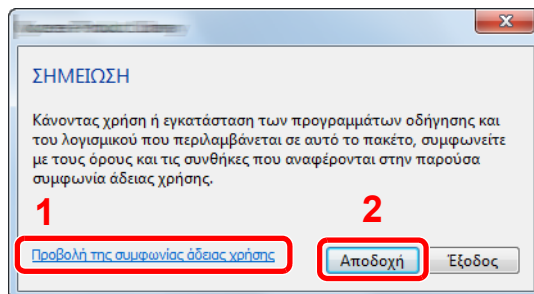 ΣΗΜΕΙΩΣΗ
Κάνοντας χρήση ή εγκατάσταση των προγραμμάτων οδήγησης και
του λογισμικού που περιλαμβάνεται σε αυτό το πακέτο, συμφωνείτε
με τους όρους και τις συνθήκες που αναφέρονται στην παρούσα
συμφωνία άδειας χρήσης.
1 2
Προβολή της συμφωνίας άδειας χρήσης Αποδοχή Έξοδος